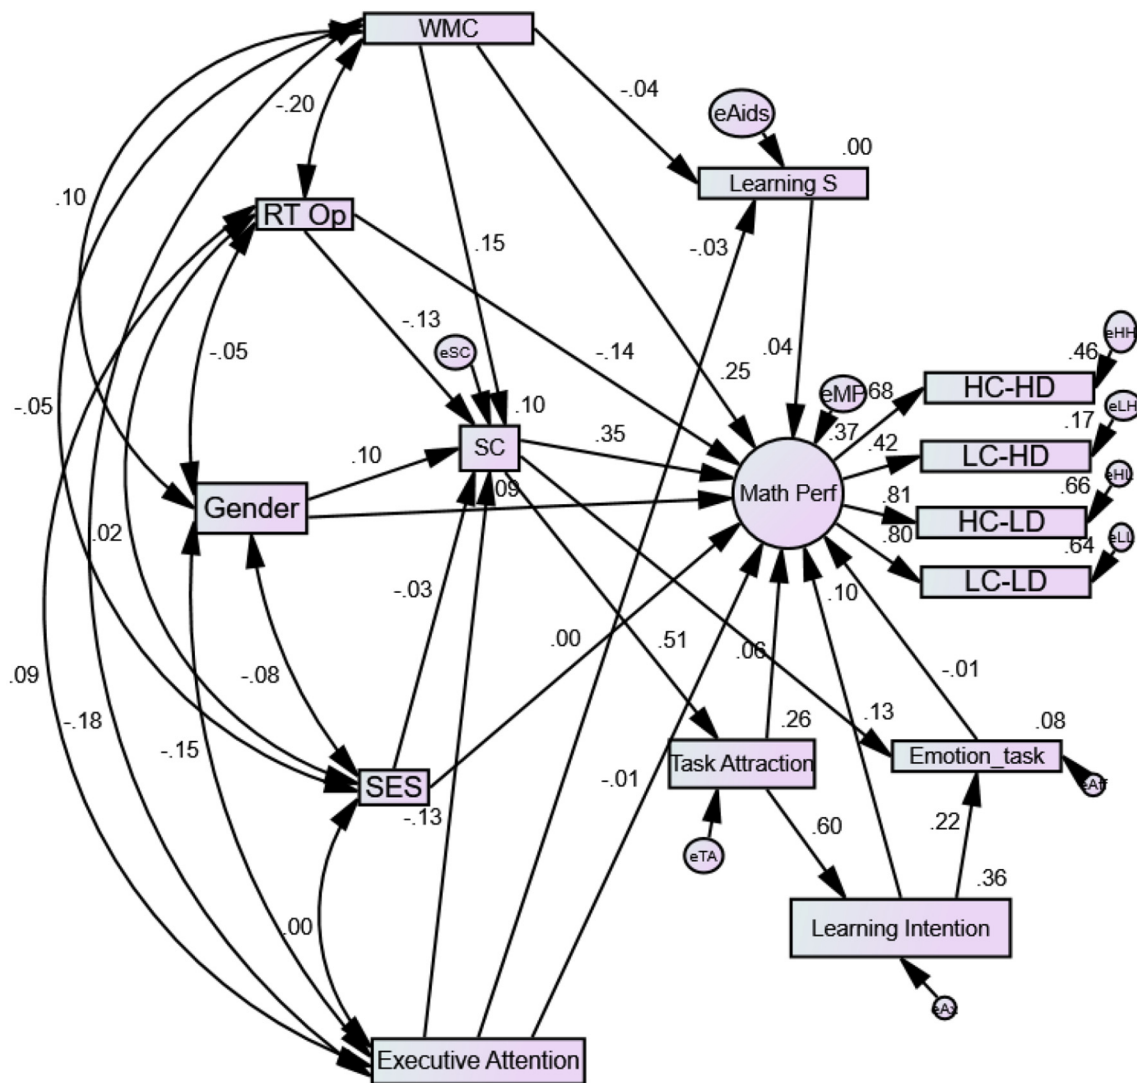 WMC
-.20
-.04
eAids
.00
Learning S
.10
RT Op
.15
-.03
-.13
-.05
eSC
-.14
.04
.25
eHH
.46
HC-HD
eMP
.68
.37
eLH
.17
-.05
.10
SC
.35
.42
LC-HD
.10
Gender
.09
Math Perf
.81
eHL
.66
HC-LD
.80
eLL
.64
LC-LD
.02
-.03
.10
.00
.51
.06
-.01
.09
-.08
-.18
-.15
.26
.13
.08
Task Attraction
Emotion_task
eAff
SES
-.01
-.13
eTA
.60
.22
.36
.00
Learning Intention
eAx
Executive Attention